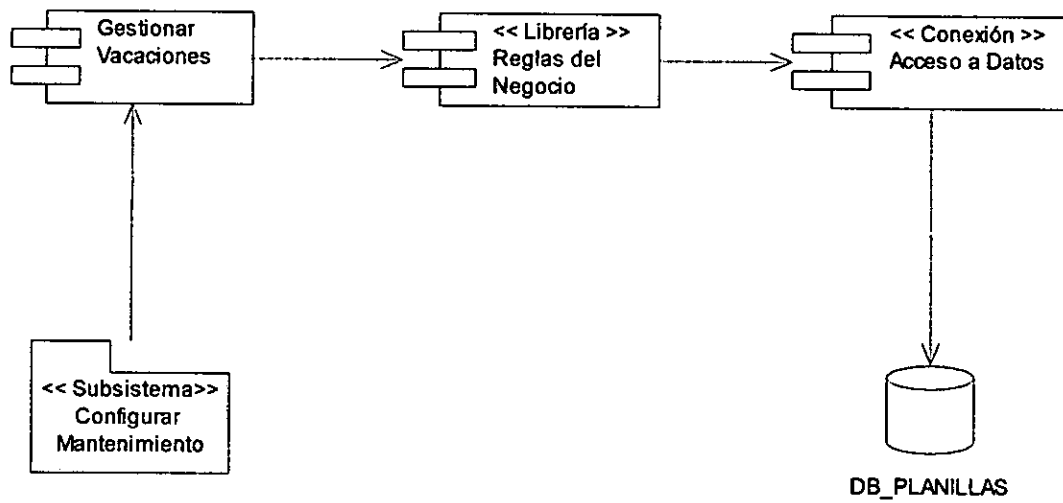 Gestionar
Vacaciones
<< Librería >>
Reglas del
Negocio
<< Conexión >>
Acceso a Datos
<< Subsistema>>
Configurar
Mantenimiento
DB_PLANILLAS